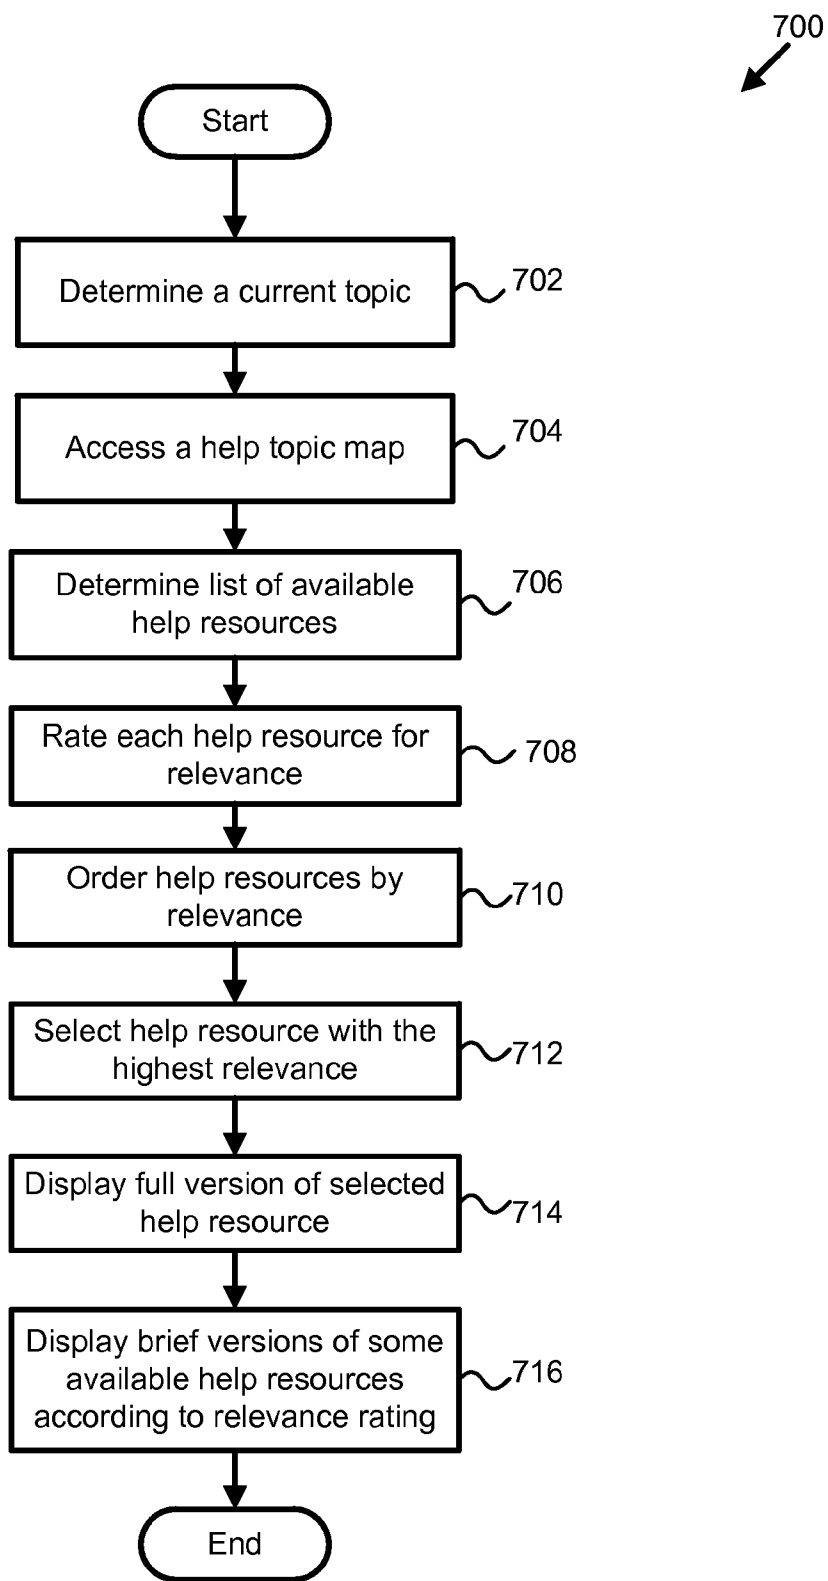 700
Start
Determine a current topic
702
Access a help topic map
704
Determine list of available
help resources
706
Rate each help resource for
relevance
708
Order help resources by
relevance
710
Select help resource with the
highest relevance
712
Display full version of selected
help resource
714
Display brief versions of some
available help resources
according to relevance rating
716
End